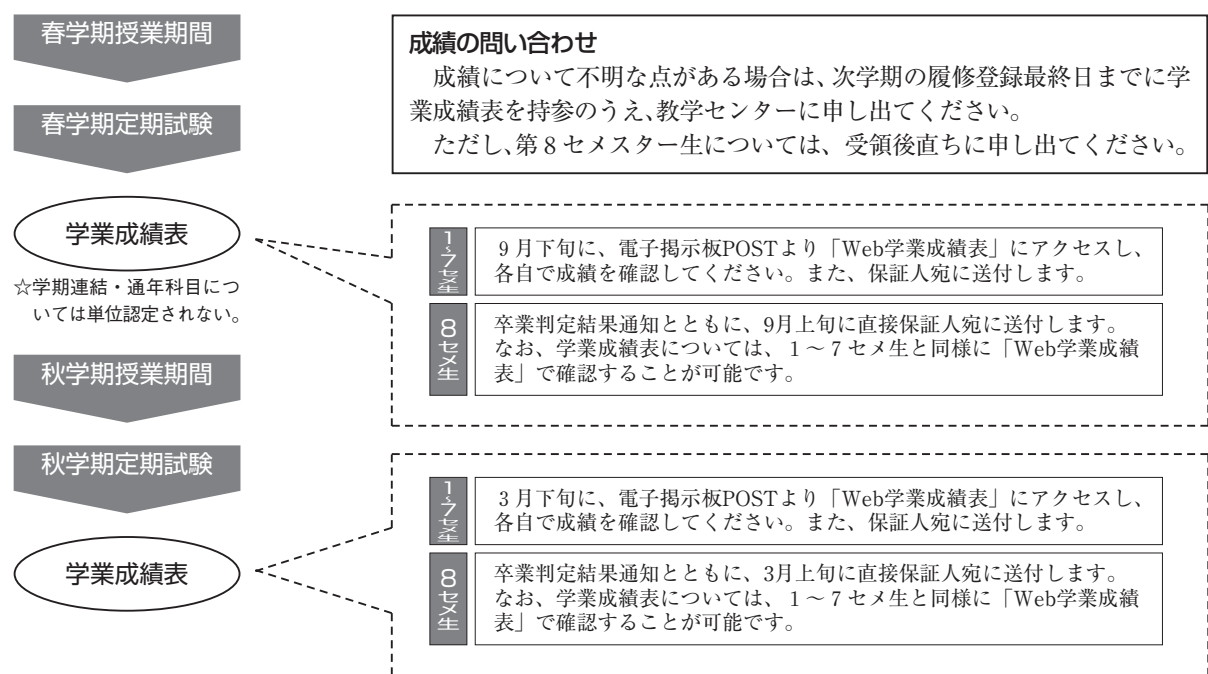 春学期授業期間
春学期定期試験
学業成績表
☆学期連結・通年科目につ
いては単位認定されない。
秋学期授業期間
秋学期定期試験
学業成績表
成績の問い合わせ
成績について不明な点がある場合は、次学期の履修登録最終日までに学
業成績表を持参のうえ、教学センターに申し出てください。
ただし、第8セメスター生については、受領後直ちに申し出てください。
1~7セメ生
9月下旬に、電子掲示板POSTより「Web学業成績表」にアクセスし、
各自で成績を確認してください。また、保証人宛に送付します。
8セメ生
卒業判定結果通知とともに、9月上旬に直接保証人宛に送付します。
なお、学業成績表については、1〜7セメ生と同様に「Web学業成績
表」で確認することが可能です。
1~7セメ生
3月下旬に、電子掲示板POSTより「Web学業成績表」にアクセスし、
各自で成績を確認してください。また、保証人宛に送付します。
8セメ生
卒業判定結果通知とともに、3月上旬に直接保証人宛に送付します。
なお、学業成績表については、1〜7セメ生と同様に「Web学業成績
表」で確認することが可能です。